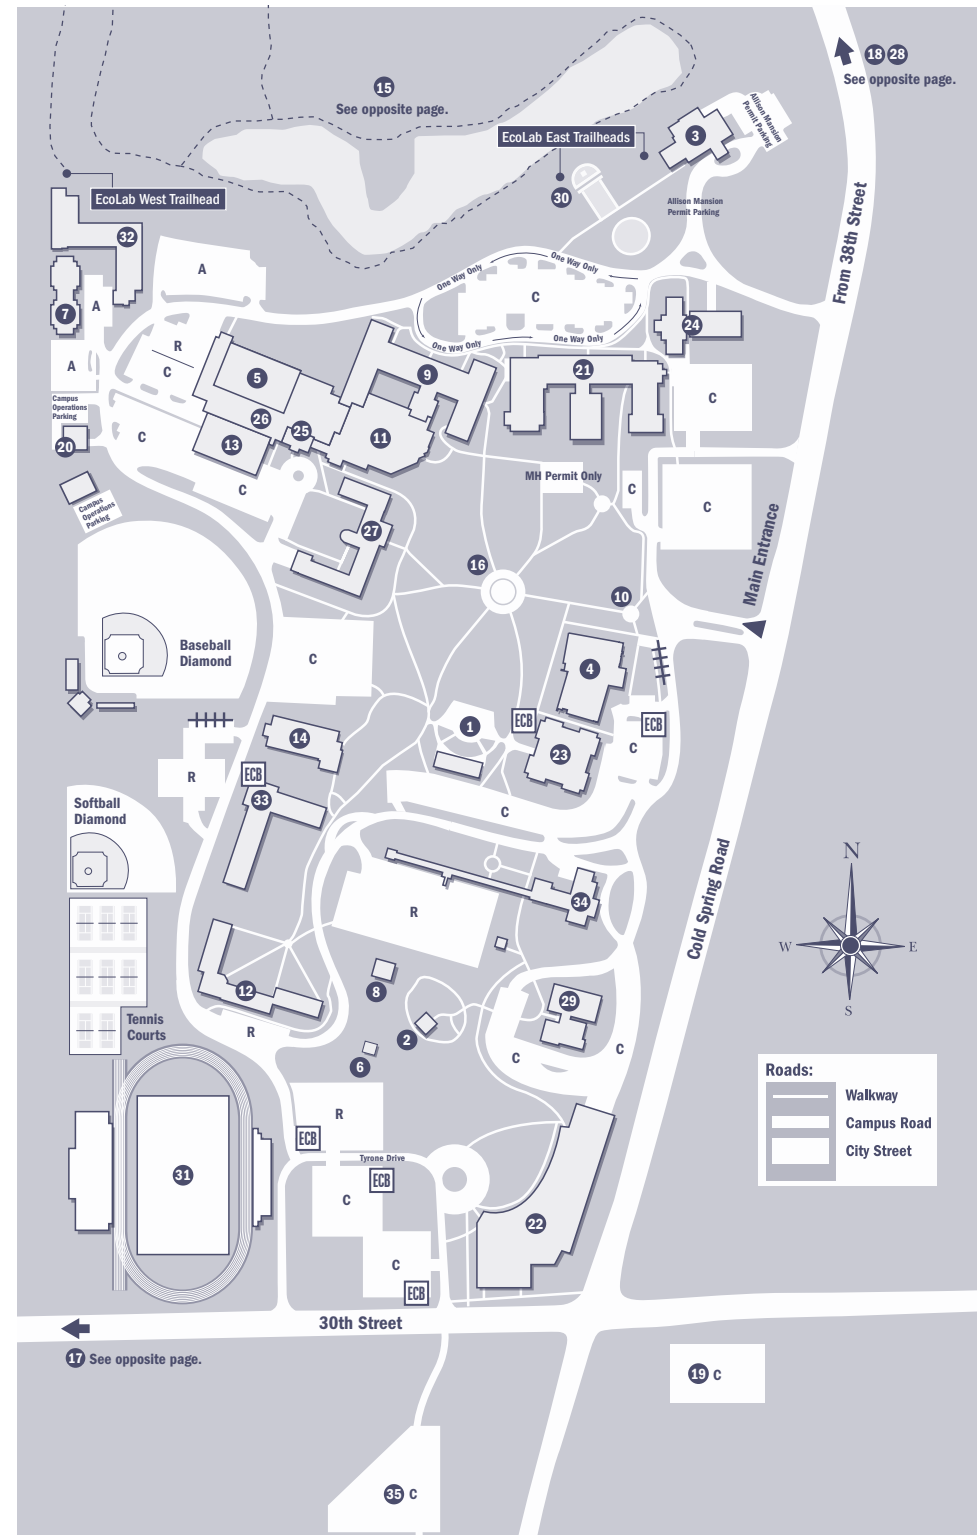 18 28
See opposite page.
15
See opposite page.
EcoLab East Trailheads
3
Allison Mansion
Permit Parking
30
Allison Mansion
Permit Parking
EcoLab West Trailhead
From 38th Street
32
A
One Way Only
One Way Only
C
A
7
One Way Only
One Way Only
24
R
C
A
5
9
21
C
Campus
Operations
Parking
26
25
11
13
20
C
C
MH Permit Only
C
C
Campus
Operations
Parking
27
Main Entrance
16
10
Baseball
Diamond
C
4
1
ECB
ECB
14
23
C
R
ECB
33
Softball
Diamond
C
Cold Spring Road
N
W
E
S
R
34
12
8
29
Tennis
Courts
R
2
C
C
6
Roads:
Walkway
Campus Road
City Street
R
ECB
Tyrone Drive
31
ECB
C
22
C
ECB
30th Street
17 See opposite page.
19 C
35 C